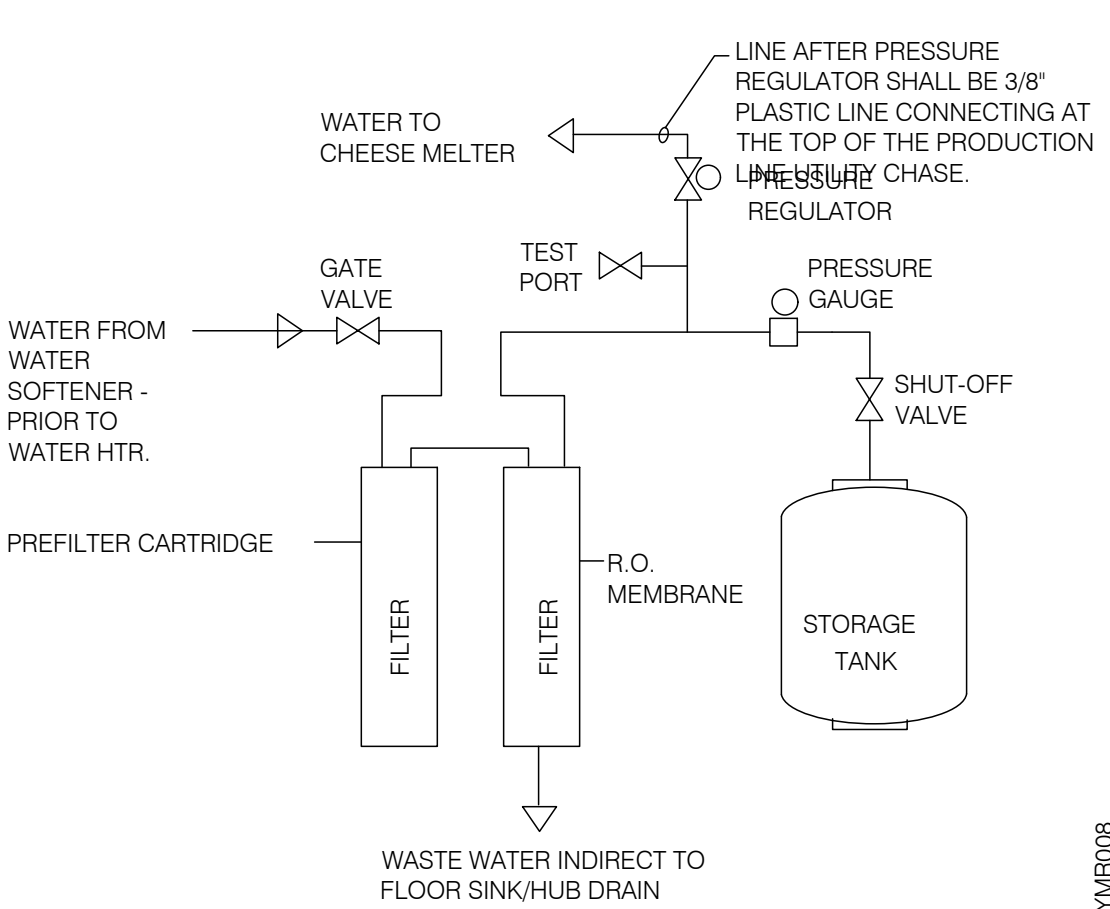 LINE AFTER PRESSURE
REGULATOR SHALL BE 3/8"
PLASTIC LINE CONNECTING AT
THE TOP OF THE PRODUCTION
LINE UTILITY CHASE.
WATER TO
CHEESE MELTER
PRESSURE
REGULATOR
TEST
PORT
GATE
VALVE
PRESSURE
GAUGE
WATER FROM
WATER
SOFTENER -
PRIOR TO
WATER HTR.
SHUT-OFF
VALVE
PREFILTER CARTRIDGE
R.O.
MEMBRANE
FILTER
FILTER
STORAGE
TANK
WASTE WATER INDIRECT TO
FLOOR SINK/HUB DRAIN
YMR008